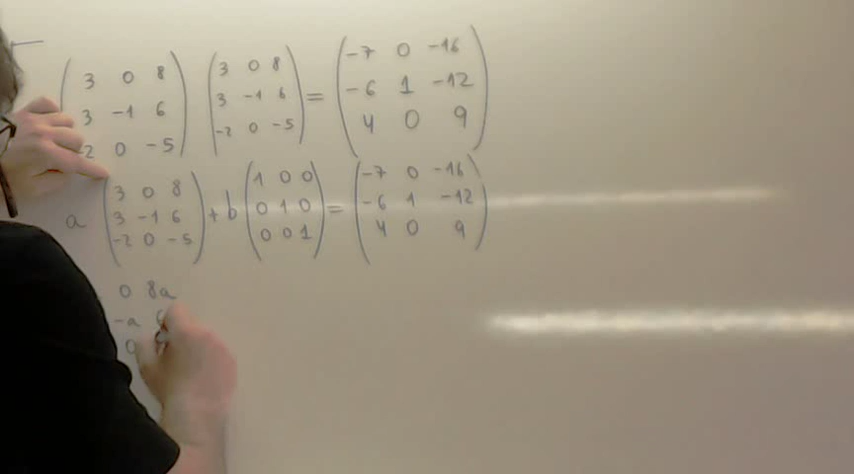 3 0 8 3 0 8 -7 0 -16
3 -1 6 3 -1 6 = -6 1 -12
-2 0 -5 -2 0 -5 4 0 9
3 0 8 1 0 0 -7 0 -16
a 3 -1 6 + b 0 1 0 = -6 1 -12
-2 0 -5 0 0 1 4 0 9
0 8a
-a
0